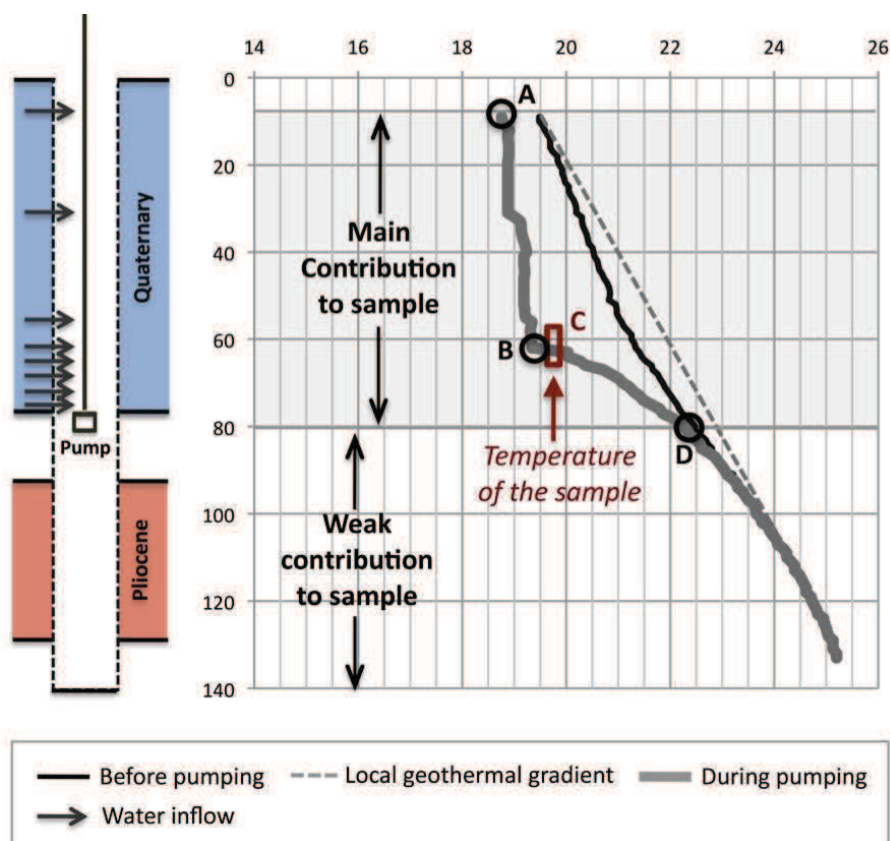 14 16 18 20 22 24 26
0
20
40
60
80
100
120
140
Quaternary
Pump
Pliocene
A
B
C
D
Main
Contribution
to sample
Temperature
of the sample
Weak
contribution
to sample
Before pumping Local geothermal gradient During pumping
Water inflow